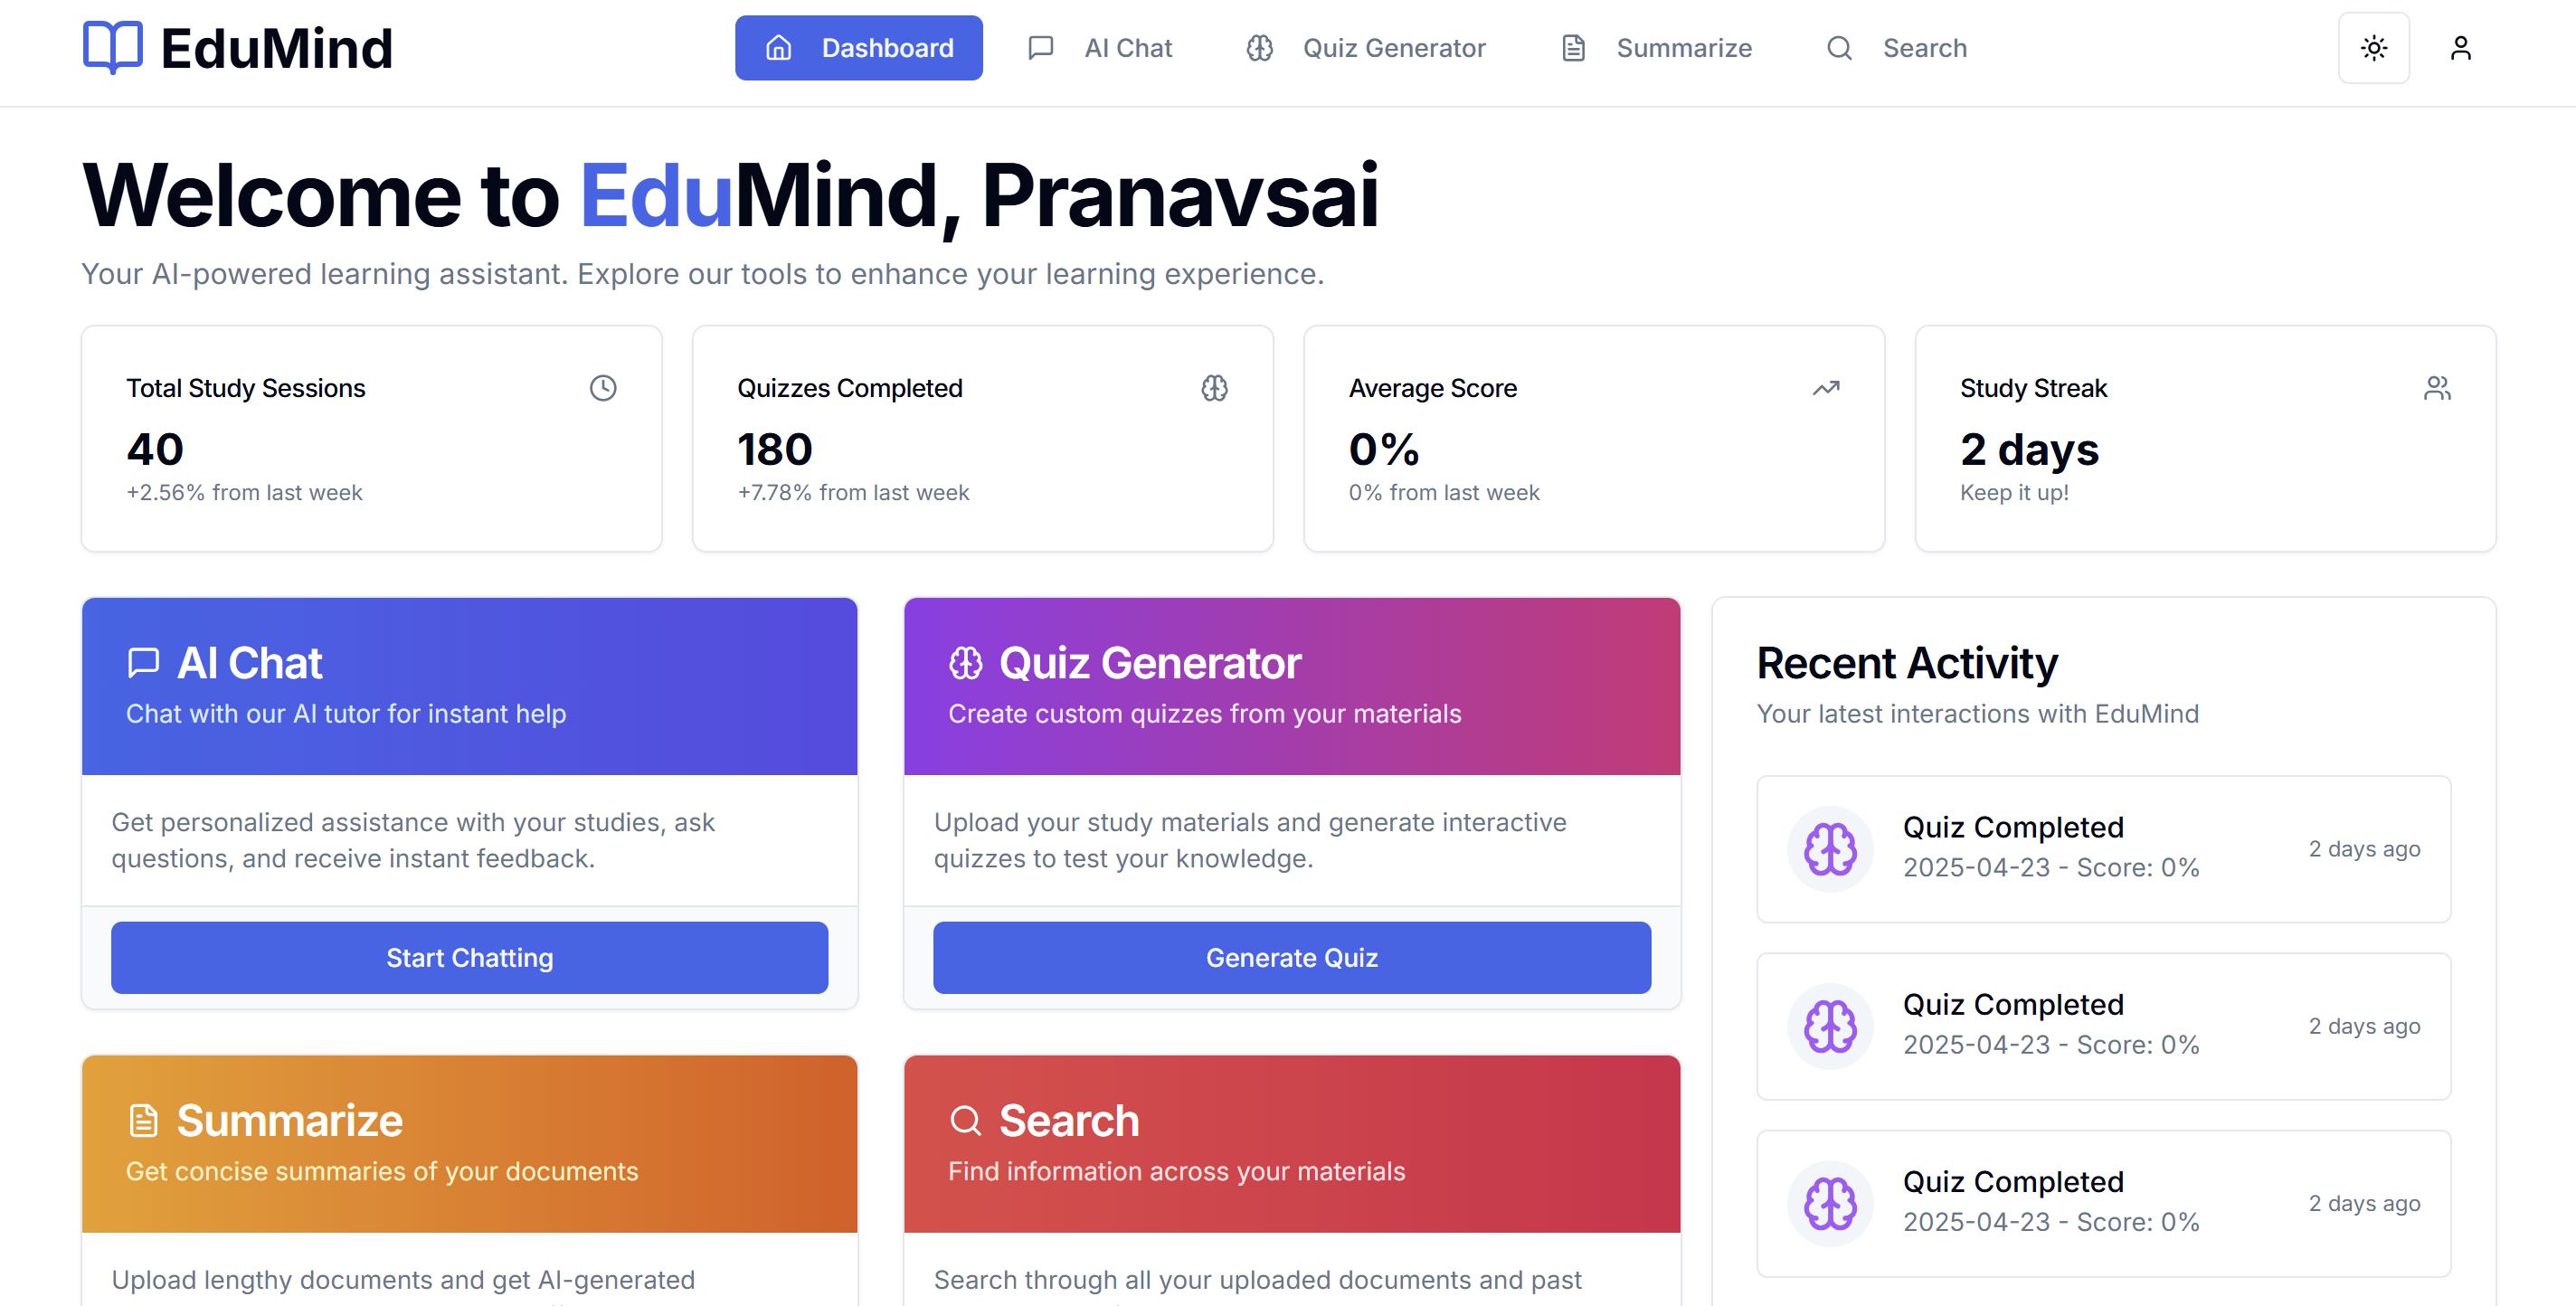 EduMind
Dashboard
AI Chat
Quiz Generator
Summarize
Search
Welcome to EduMind, Pranavsai
Your AI-powered learning assistant. Explore our tools to enhance your learning experience.
Total Study Sessions
40
+2.56% from last week
Quizzes Completed
180
+7.78% from last week
Average Score
0%
0% from last week
Study Streak
2 days
Keep it up!
AI Chat
Chat with our AI tutor for instant help
Get personalized assistance with your studies, ask
questions, and receive instant feedback.
Start Chatting
Quiz Generator
Create custom quizzes from your materials
Upload your study materials and generate interactive
quizzes to test your knowledge.
Generate Quiz
Summarize
Get concise summaries of your documents
Upload lengthy documents and get AI-generated
Search
Find information across your materials
Search through all your uploaded documents and past
Recent Activity
Your latest interactions with EduMind
Quiz Completed
2025-04-23 - Score: 0%
2 days ago
Quiz Completed
2025-04-23 - Score: 0%
2 days ago
Quiz Completed
2025-04-23 - Score: 0%
2 days ago